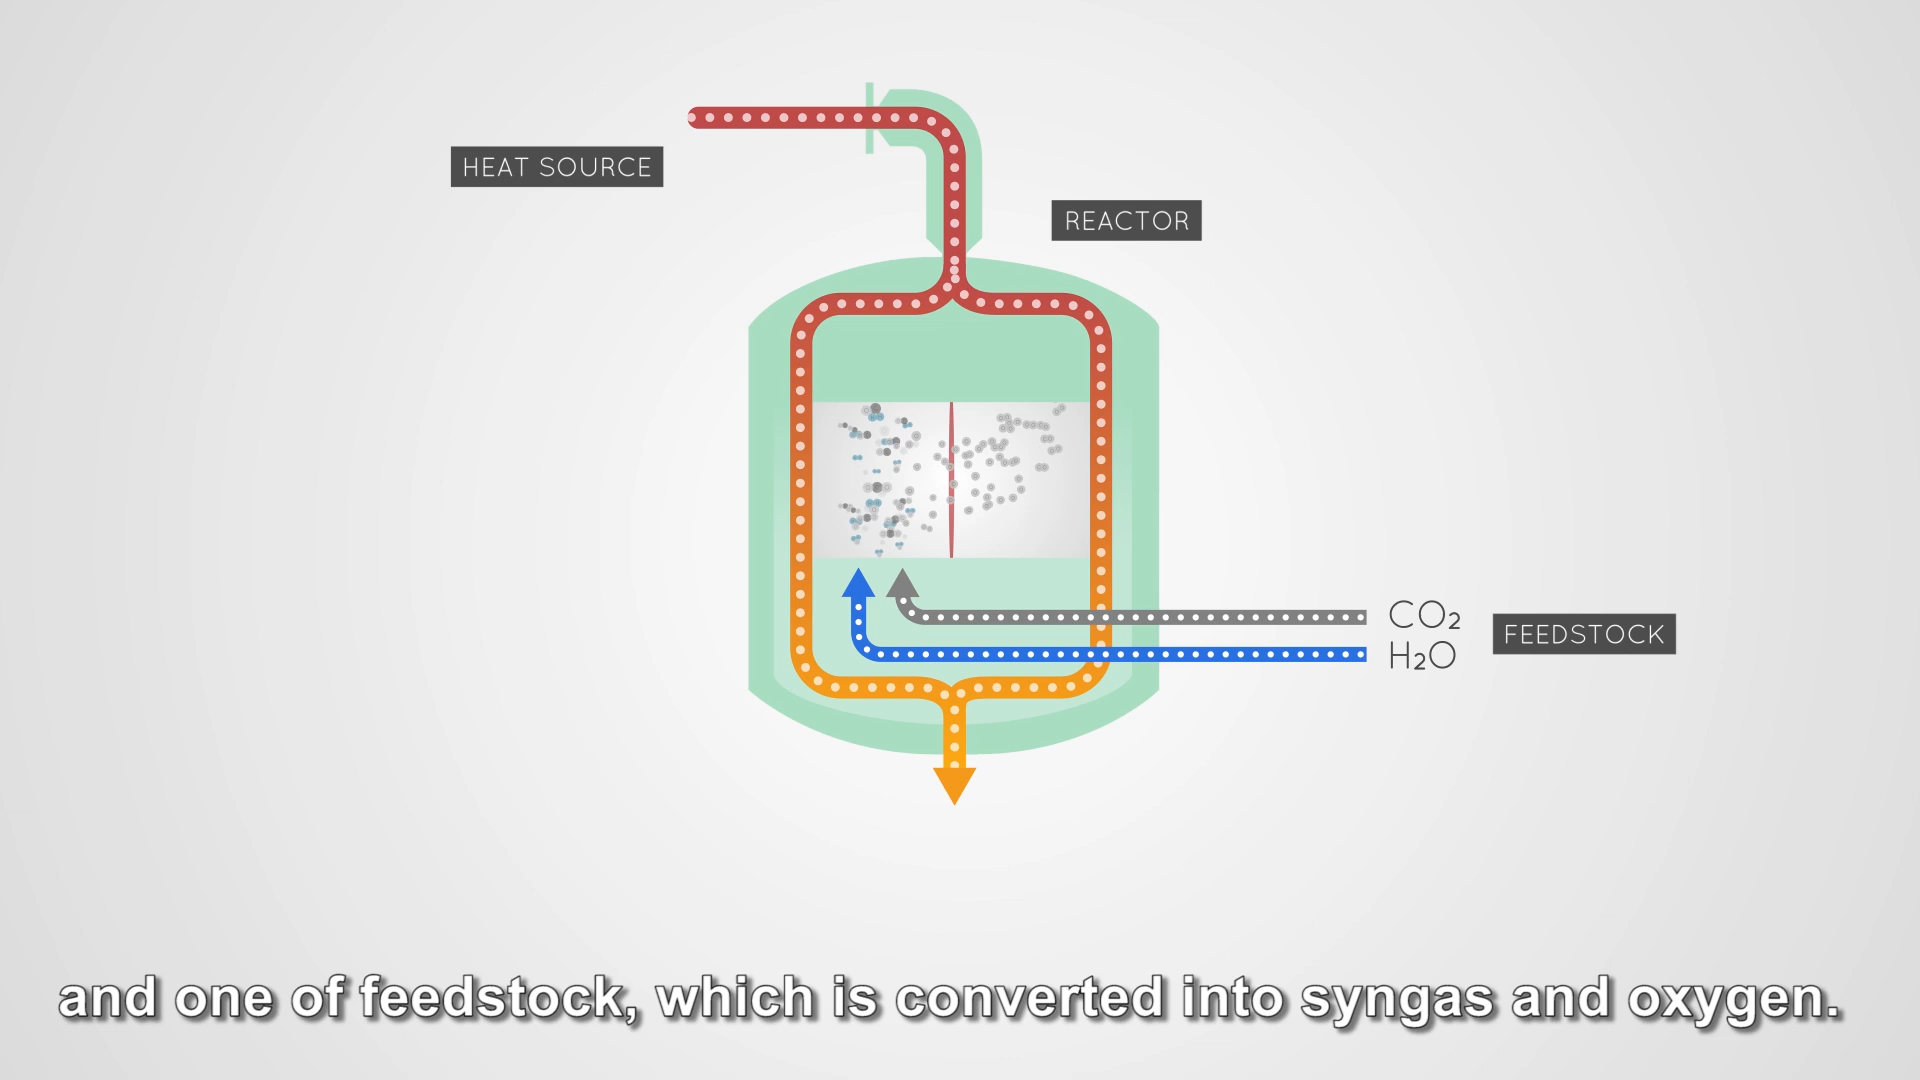 HEAT SOURCE
REACTOR
CO₂
H₂O
FEEDSTOCK
and one of feedstock, which is converted into syngas and oxygen.